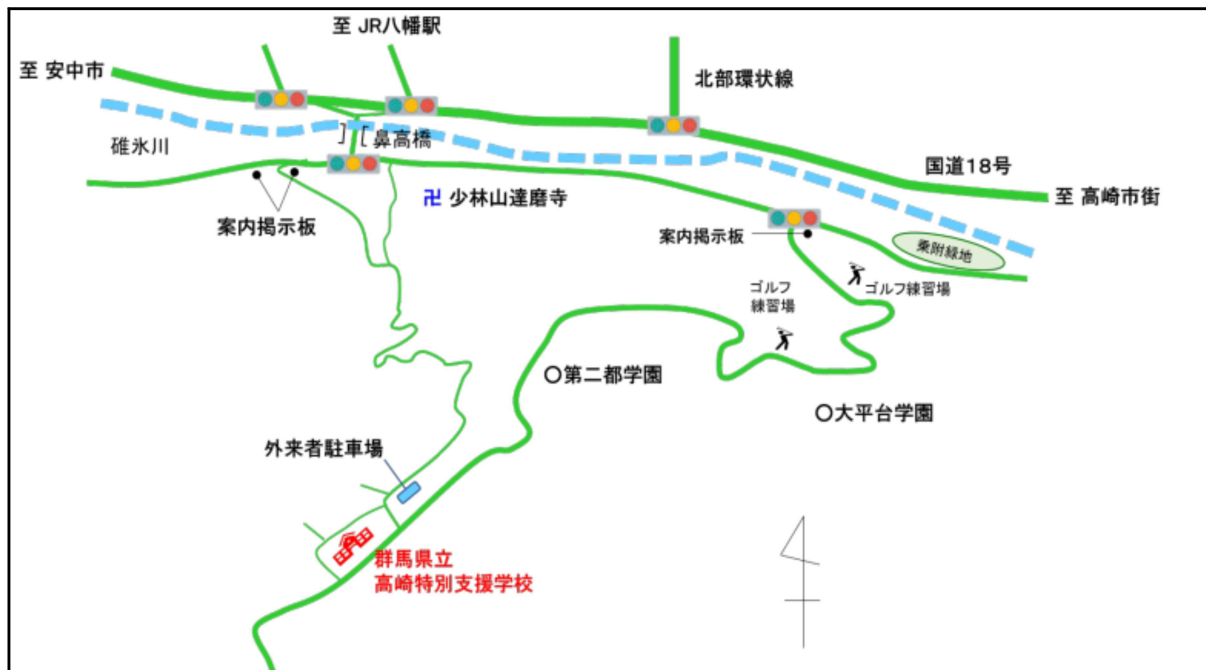 至 JR八幡駅
至 安中市
北部環状線
碓氷川
鼻高橋
国道18号
至 高崎市街
卍 少林山達磨寺
案内掲示板
案内掲示板
乗附緑地
ゴルフ
練習場
ゴルフ練習場
〇第二都学園
〇大平台学園
外来者駐車場
群馬県立
高崎特別支援学校